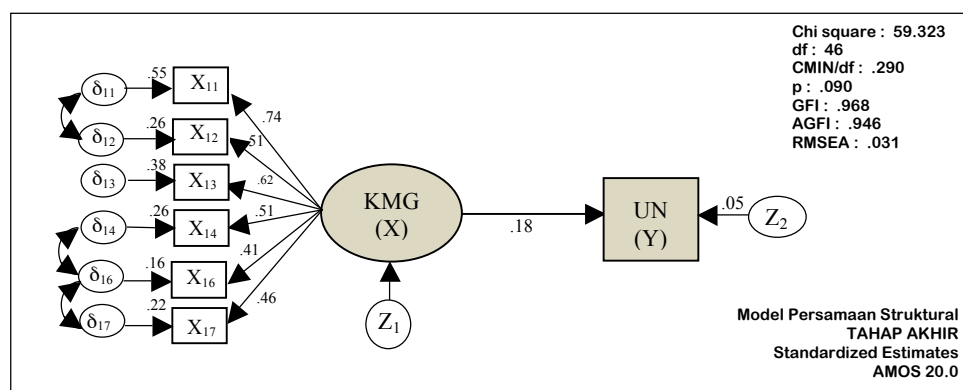 Chi square : 59.323
df : 46
CMIN/df : .290
p : .090
GFI : .968
AGFI : .946
RMSEA : .031
δ11 .55 X11
.74
δ12 .26 X12
.51
δ13 .38 X13
.62
δ14 .26 X14
.51
δ16 .16 X16
.41
δ17 .22 X17
.46
KMG
(X)
Z1
.18
UN
(Y)
.05
Z2
Model Persamaan Struktural
TAHAP AKHIR
Standardized Estimates
AMOS 20.0